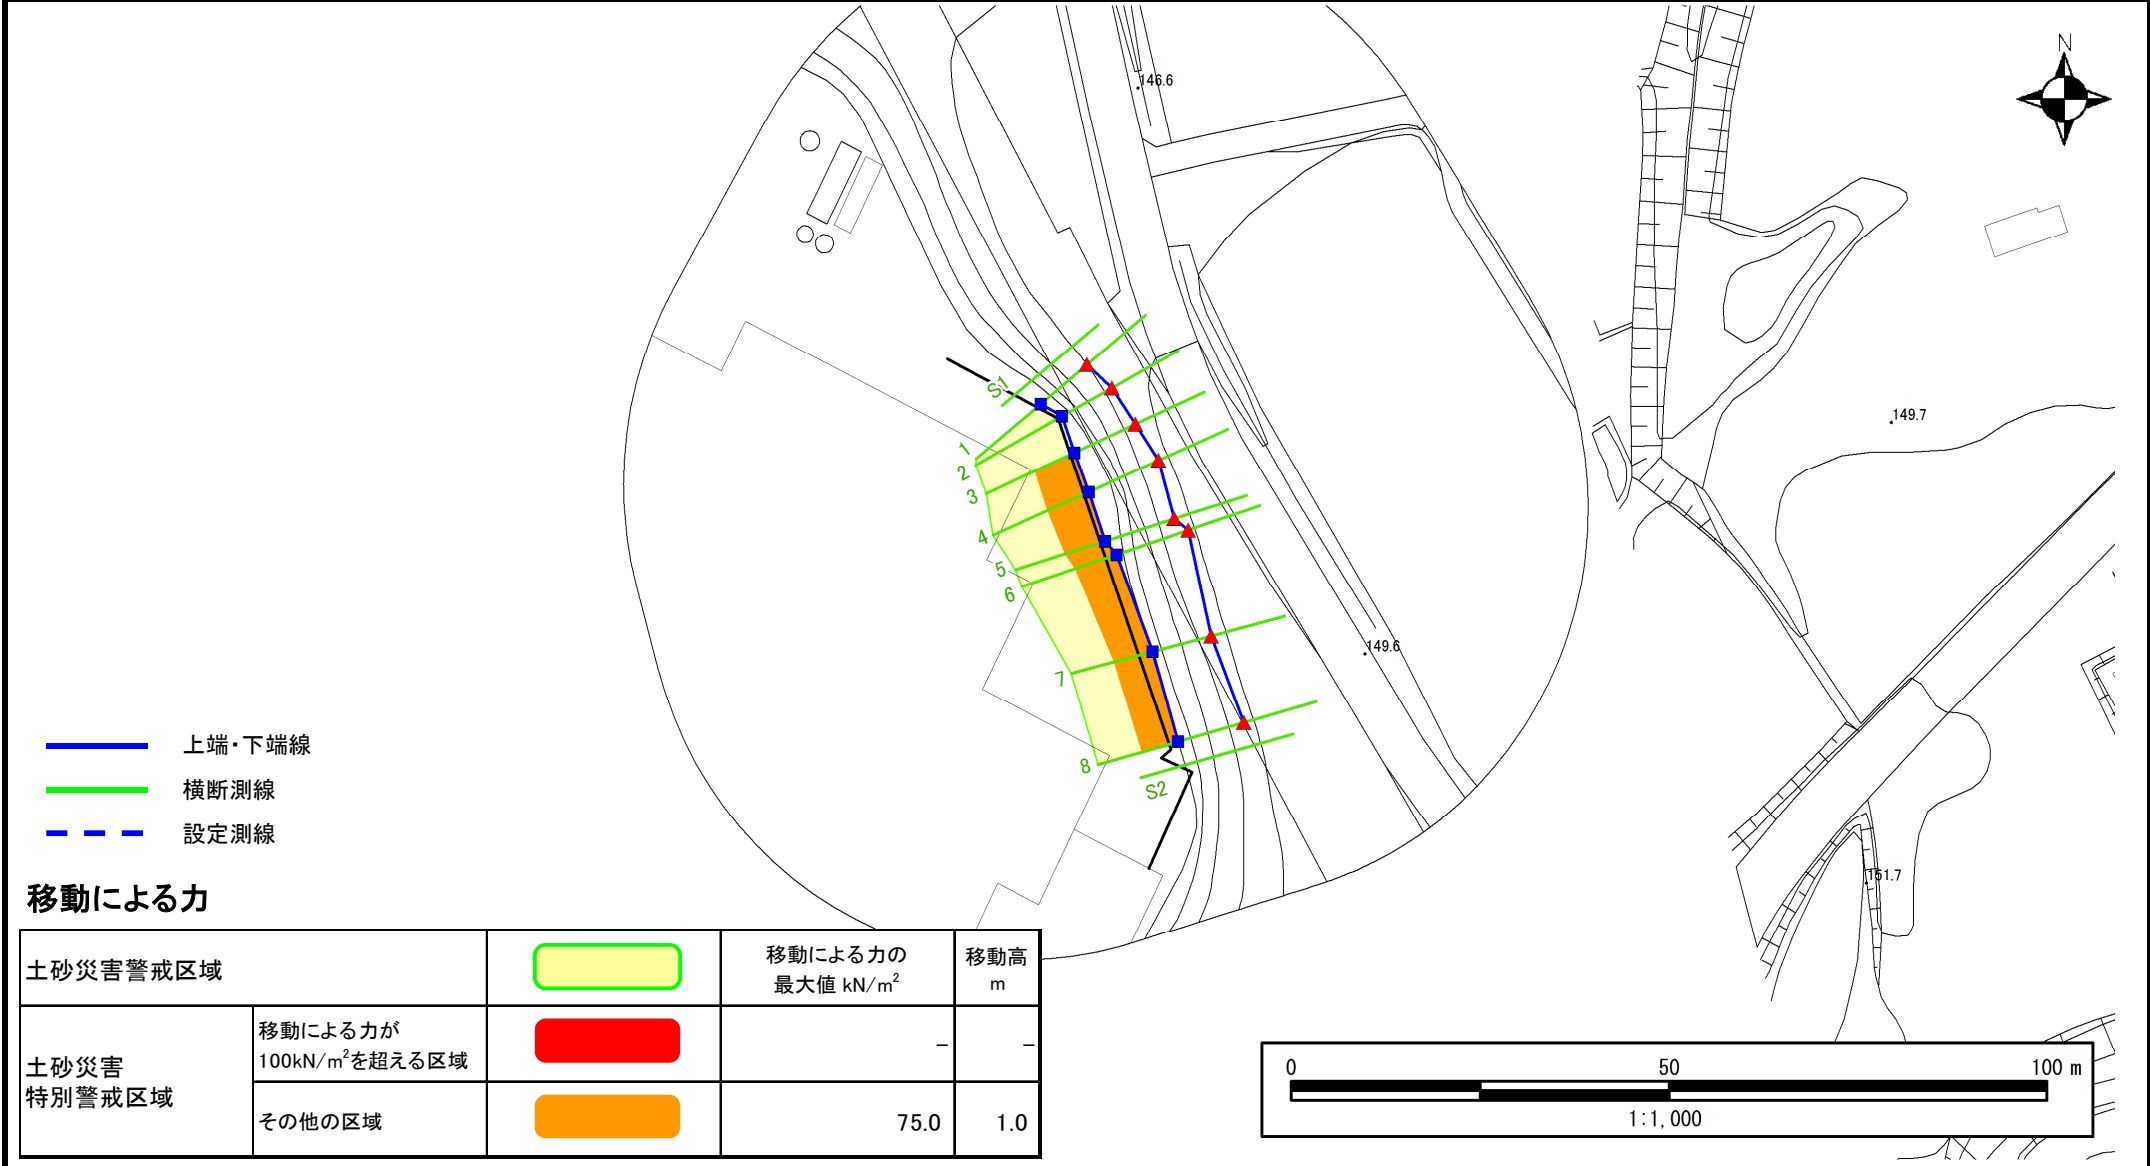 N
146.6
149.7
149.6
151.7
S1
1
2
3
4
5
6
7
8
S2
上端・下端線
横断測線
設定測線
移動による力
土砂災害警戒区域
移動による力の
最大値 kN/m²
移動高
m
土砂災害
特別警戒区域
移動による力が
100kN/m²を超える区域
－
－
その他の区域
75.0
1.0
0 50 100 m
1:1,000